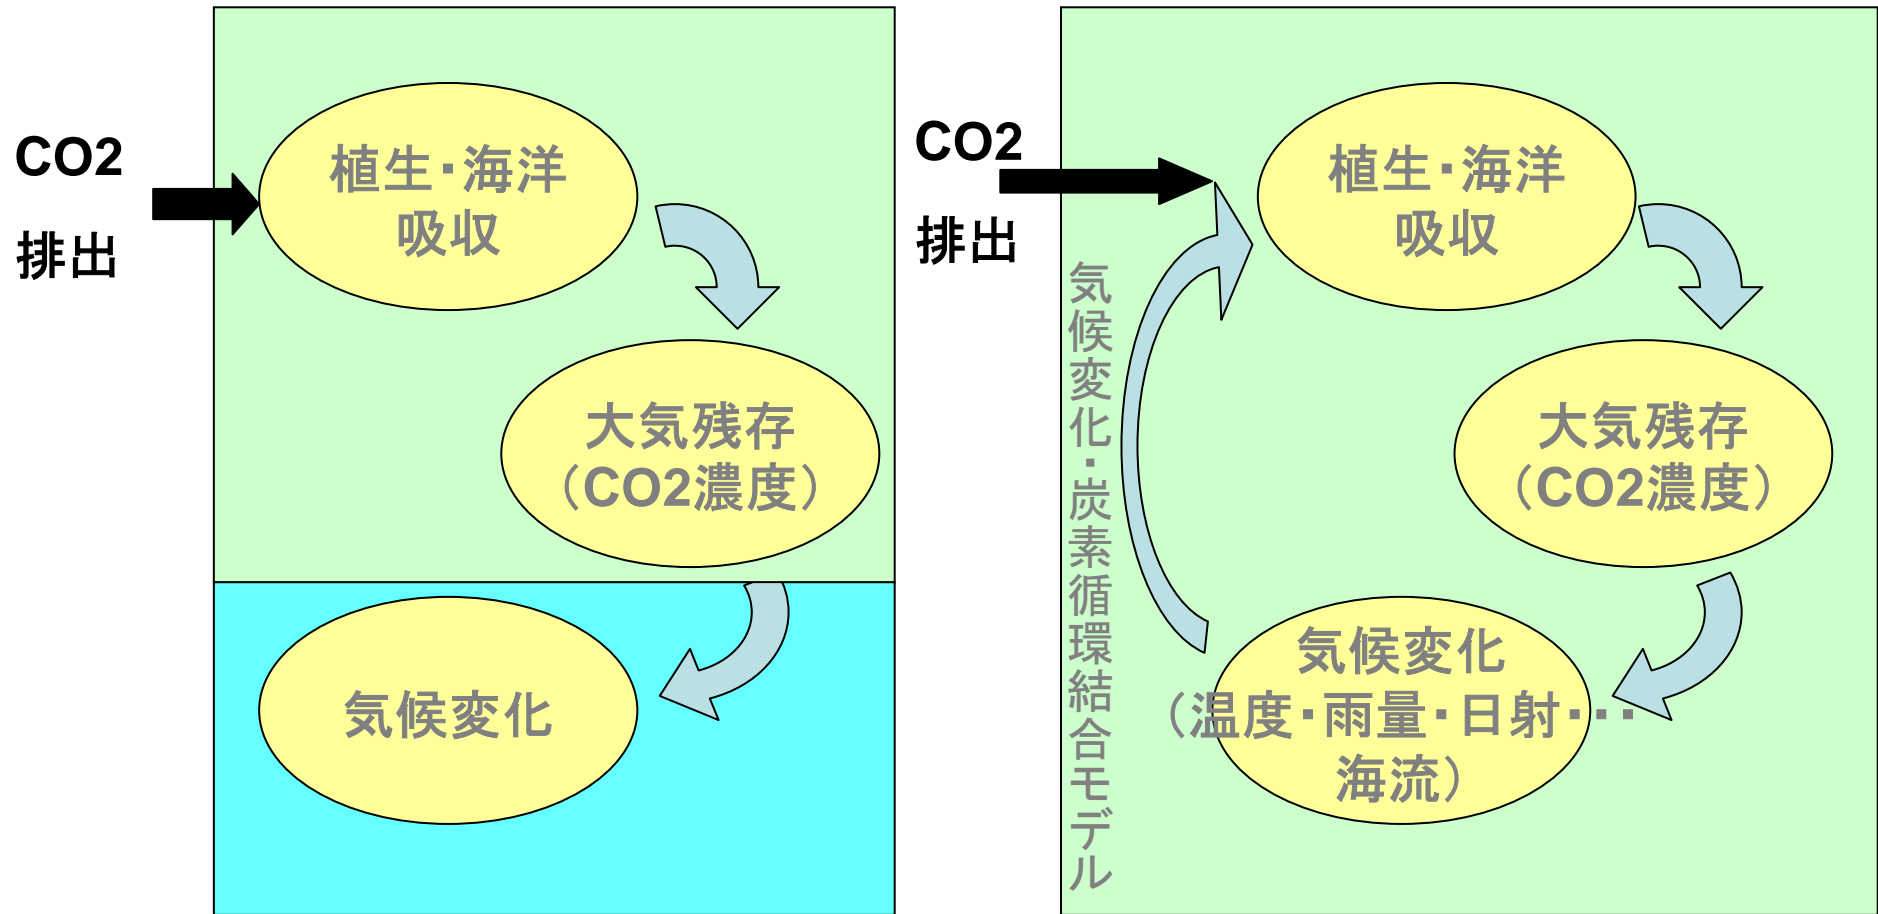 CO2
排出
植生・海洋
吸収
大気残存
（CO2濃度）
気候変化
CO2
排出
気候変化・炭素循環結合モデル
植生・海洋
吸収
大気残存
（CO2濃度）
気候変化
（温度・雨量・日射・・・
海流）